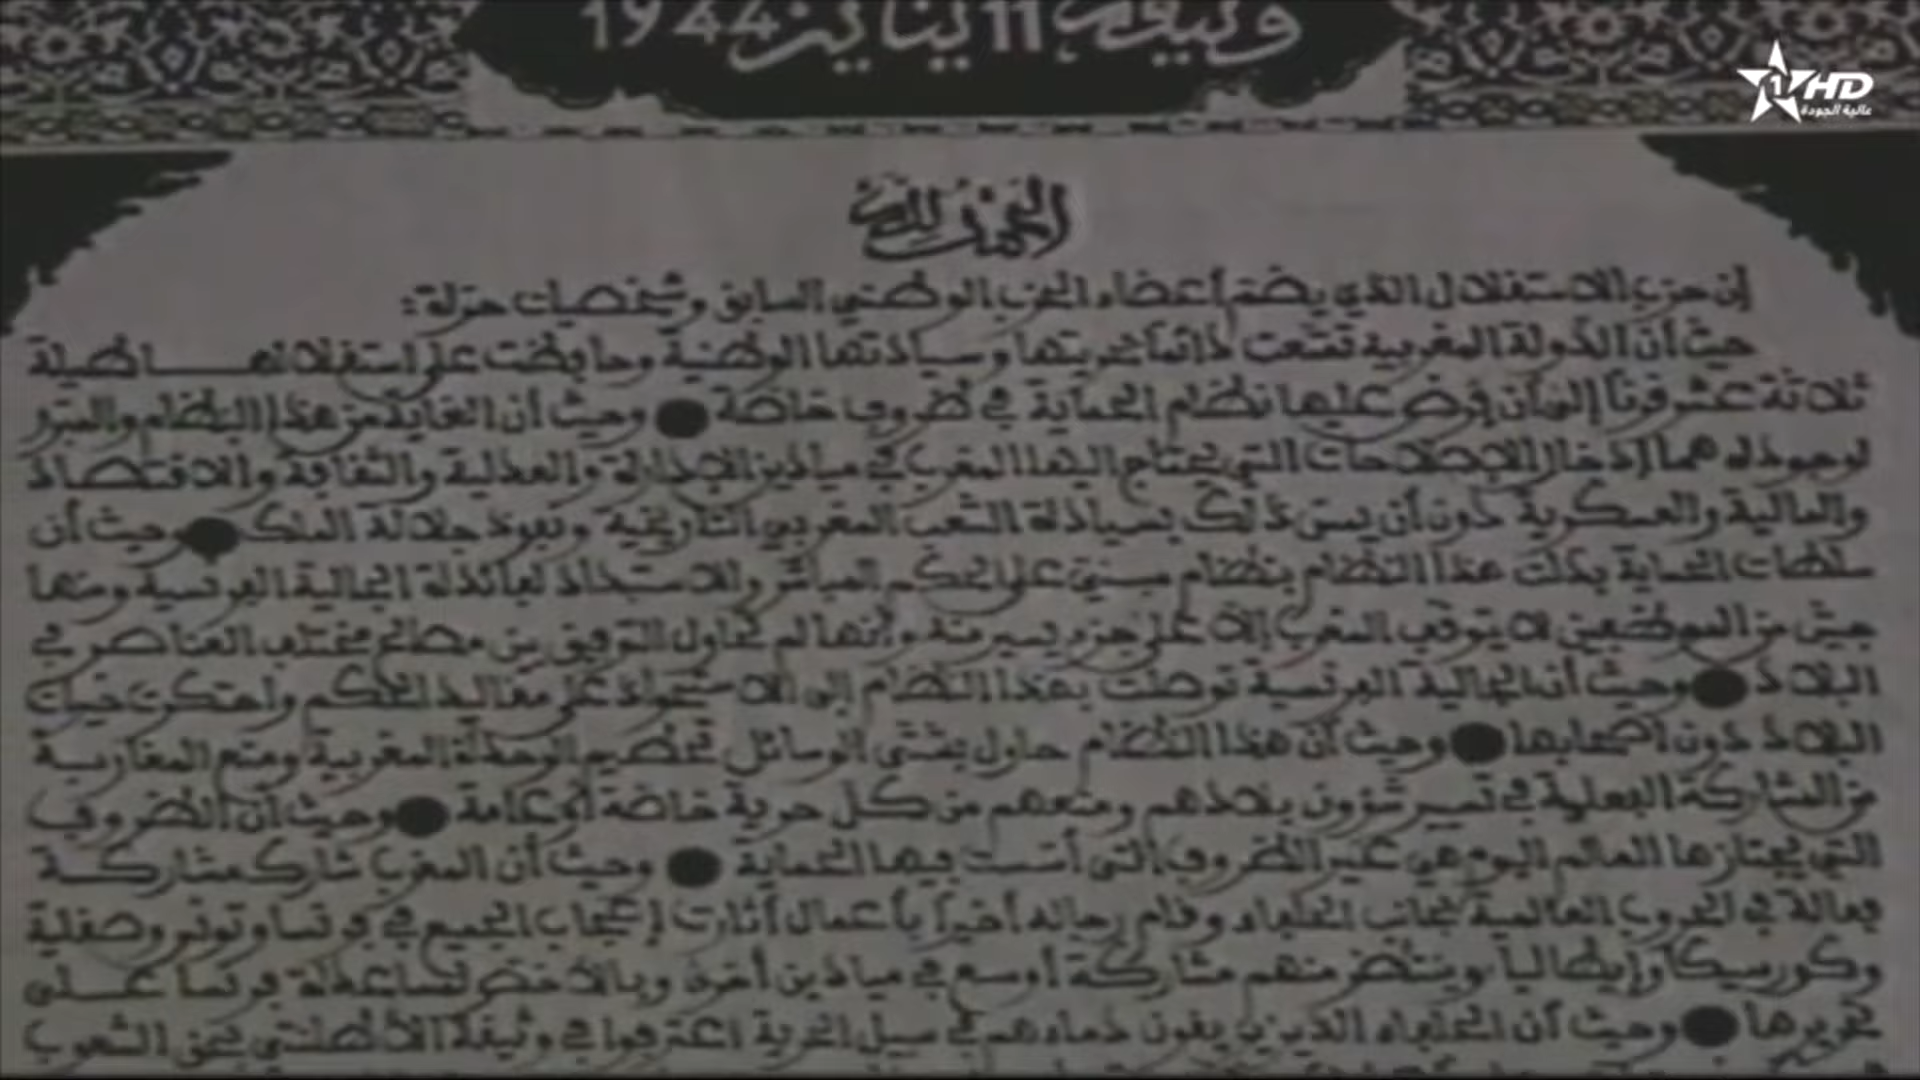 وثيقة 11 يناير 1944
HD
عالية الجودة
الحمد لله
إن حزب الاستقلال الذي يضم أعضاء الحزب الوطني السابق وشخصيات حرة:
حيث أن الدولة المغربية تمتعت دائما بحريتها وسيادتها الوطنية وحافظت على استقلالها طيلة
ثلاثة عشر قرنا إلى أن فرض عليها نظام الحماية في ظروف خاصة ● وحيث أن الغاية من هذا النظام والمبرر
لوجوده هما إدخال الإصلاحات التي يحتاج إليها المغرب في ميادين الإدارة والعدلية والثقافة والاقتصاد
والمالية والعسكرية دون أن يمس ذلك بسيادة الشعب المغربي التاريخية ونفوذ جلالة الملك ● وحيث أن
سلطات الحماية بدلت هذا النظام بنظام مبني على الحكم المباشر والاستبداد لفائدة الجالية الفرنسية ومنها
جيش من الموظفين لا يتوقف المغرب إلا على جزء يسير منه وأنها لم تحاول التوفيق بين مصالح مختلف العناصر في
البلاد ● وحيث أن الجالية الفرنسية توصلت بهذا النظام إلى الاستحواذ على مقاليد الحكم واحتكرت خيرات
البلاد دون أصحابها ● وحيث أن هذا النظام حاول بشتى الوسائل تحطيم الوحدة المغربية ومنع المغاربة
من المشاركة الفعلية في تسيير شؤون بلادهم ومنعهم من كل حرية خاصة أو عامة ● وحيث أن الظروف
التي يجتازها العالم اليوم هي غير الظروف التي أسست فيها الحماية ● وحيث أن المغرب شارك مشاركة
فعالة في الحروب العالمية بجانب الحلفاء وقام رجاله أخيرا بأعمال أثارت إعجاب الجميع في فرنسا وتونس وصقلية
وكورسيكا وإيطاليا وينتظر منهم مشاركة أوسع في ميادين أخرى وبالأخص لمساعدة فرنسا على
تحريرها ● وحيث أن الحلفاء الذين يريقون دماءهم في سبيل الحرية اعترفوا في وثيقة الأطلنتي بحق الشعوب